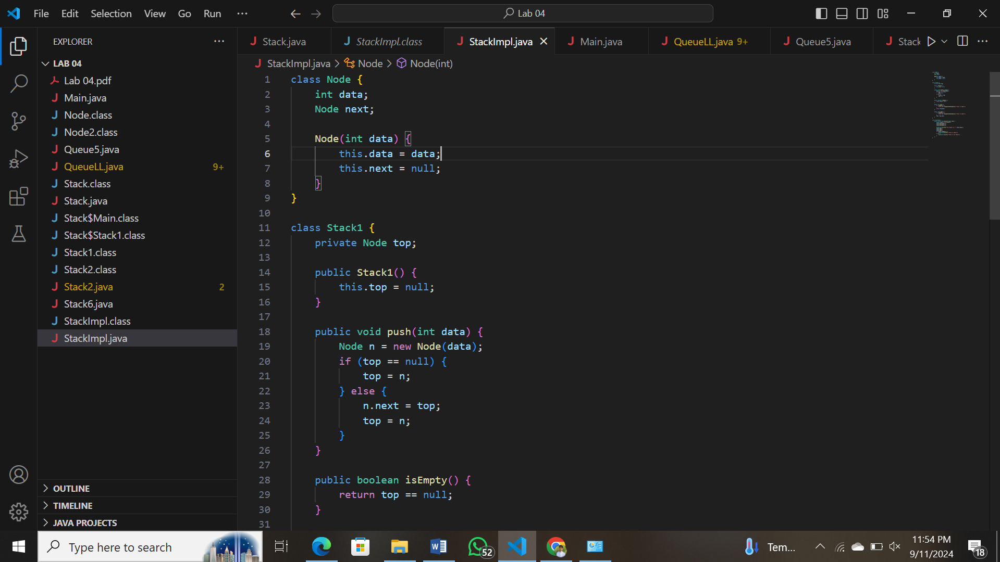 File Edit Selection View Go Run ··· Lab 04
EXPLORER ···
LAB 04
Lab 04.pdf
Main.java
Node.class
Node2.class
Queue5.java
QueueLL.java 9+
Stack.class
Stack.java
Stack$Main.class
Stack$Stack1.class
Stack1.class
Stack2.class
Stack2.java 2
Stack6.java
StackImpl.class
StackImpl.java
OUTLINE
TIMELINE
JAVA PROJECTS
Stack.java StackImpl.class StackImpl.java Main.java QueueLL.java 9+ Queue5.java Stack ···
StackImpl.java > Node > Node(int)
1 class Node {
2 int data;
3 Node next;
4
5 Node(int data) {
6 this.data = data;
7 this.next = null;
8 }
9 }
10
11 class Stack1 {
12 private Node top;
13
14 public Stack1() {
15 this.top = null;
16 }
17
18 public void push(int data) {
19 Node n = new Node(data);
20 if (top == null) {
21 top = n;
22 } else {
23 n.next = top;
24 top = n;
25 }
26 }
27
28 public boolean isEmpty() {
29 return top == null;
30 }
31
Type here to search
52
Tem...
11:54 PM
9/11/2024
18